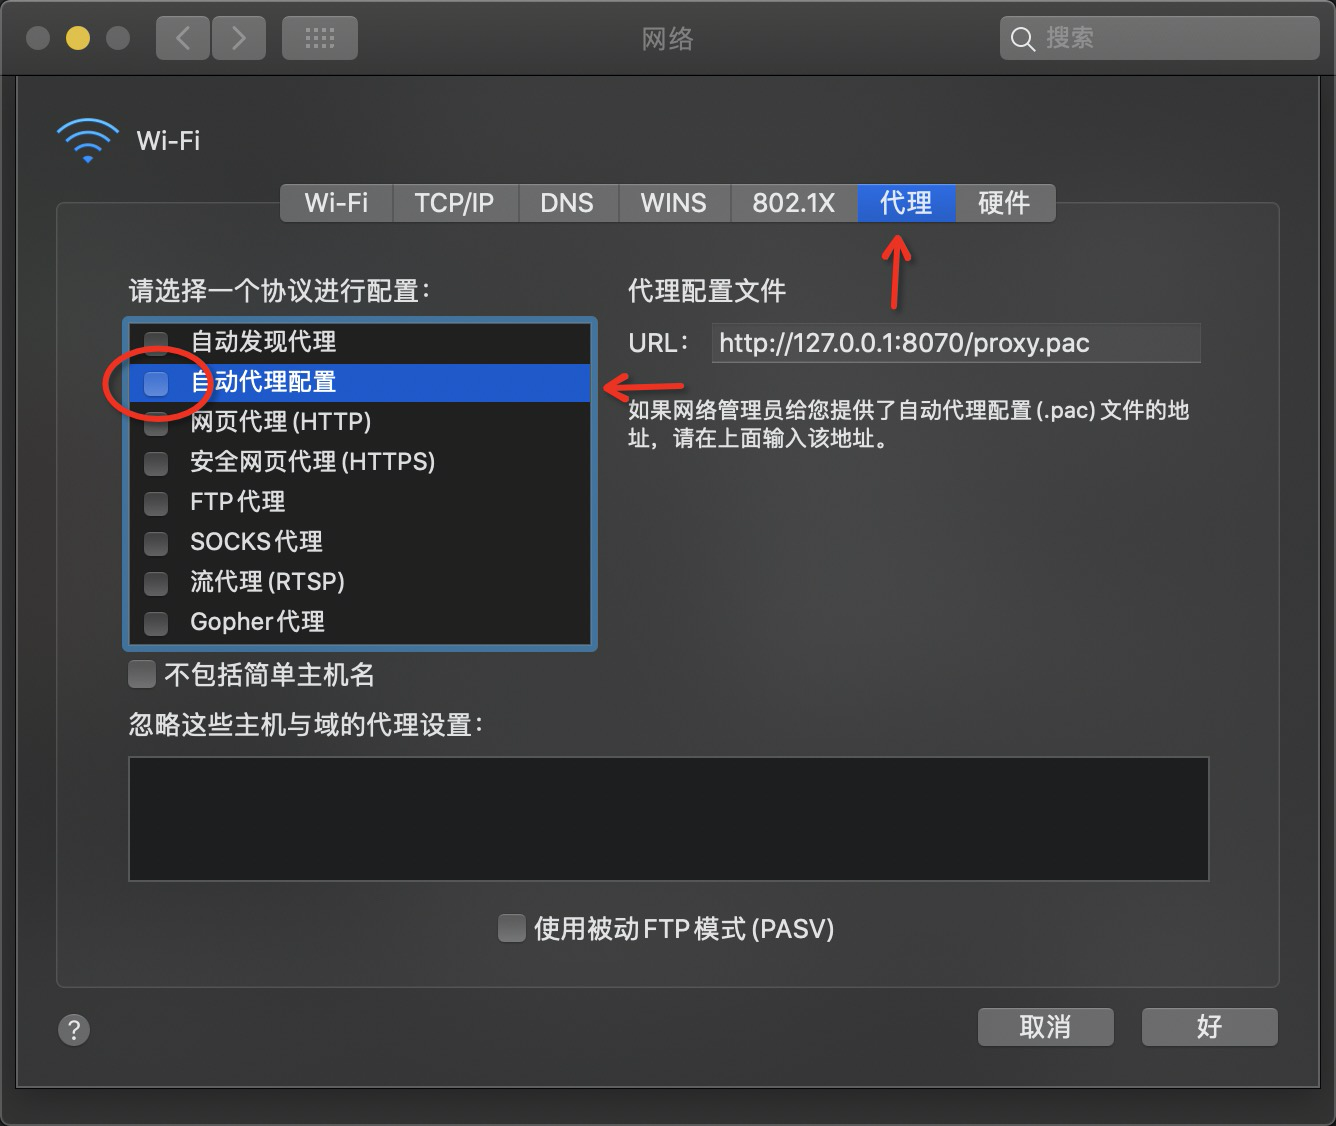 网络
搜索
Wi-Fi
Wi-Fi TCP/IP DNS WINS 802.1X 代理 硬件
请选择一个协议进行配置：
自动发现代理
自动代理配置
网页代理 (HTTP)
安全网页代理 (HTTPS)
FTP代理
SOCKS代理
流代理 (RTSP)
Gopher代理
代理配置文件
URL： http://127.0.0.1:8070/proxy.pac
如果网络管理员给您提供了自动代理配置 (.pac) 文件的地
址，请在上面输入该地址。
不包括简单主机名
忽略这些主机与域的代理设置：
使用被动FTP模式 (PASV)
?
取消
好